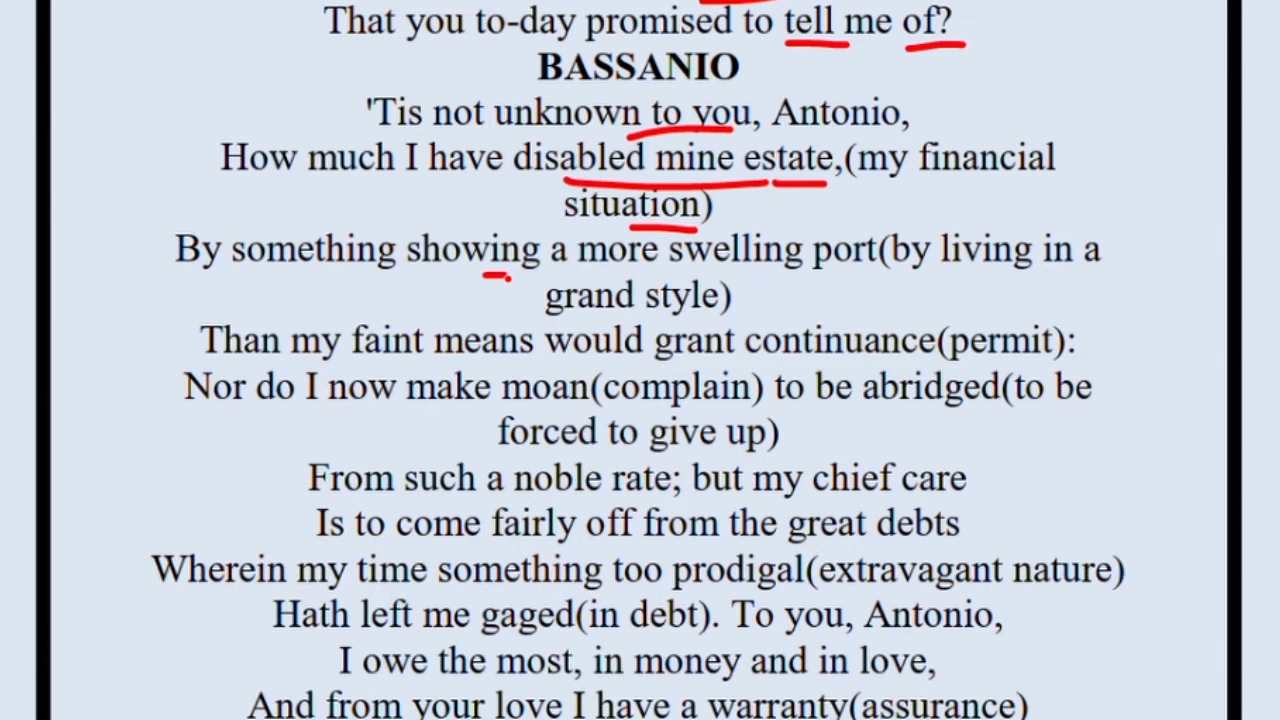 That you to-day promised to tell me of?
BASSANIO
'Tis not unknown to you, Antonio,
How much I have disabled mine estate,(my financial
situation)
By something showing a more swelling port(by living in a
grand style)
Than my faint means would grant continuance(permit):
Nor do I now make moan(complain) to be abridged(to be
forced to give up)
From such a noble rate; but my chief care
Is to come fairly off from the great debts
Wherein my time something too prodigal(extravagant nature)
Hath left me gaged(in debt). To you, Antonio,
I owe the most, in money and in love,
And from your love I have a warranty(assurance)